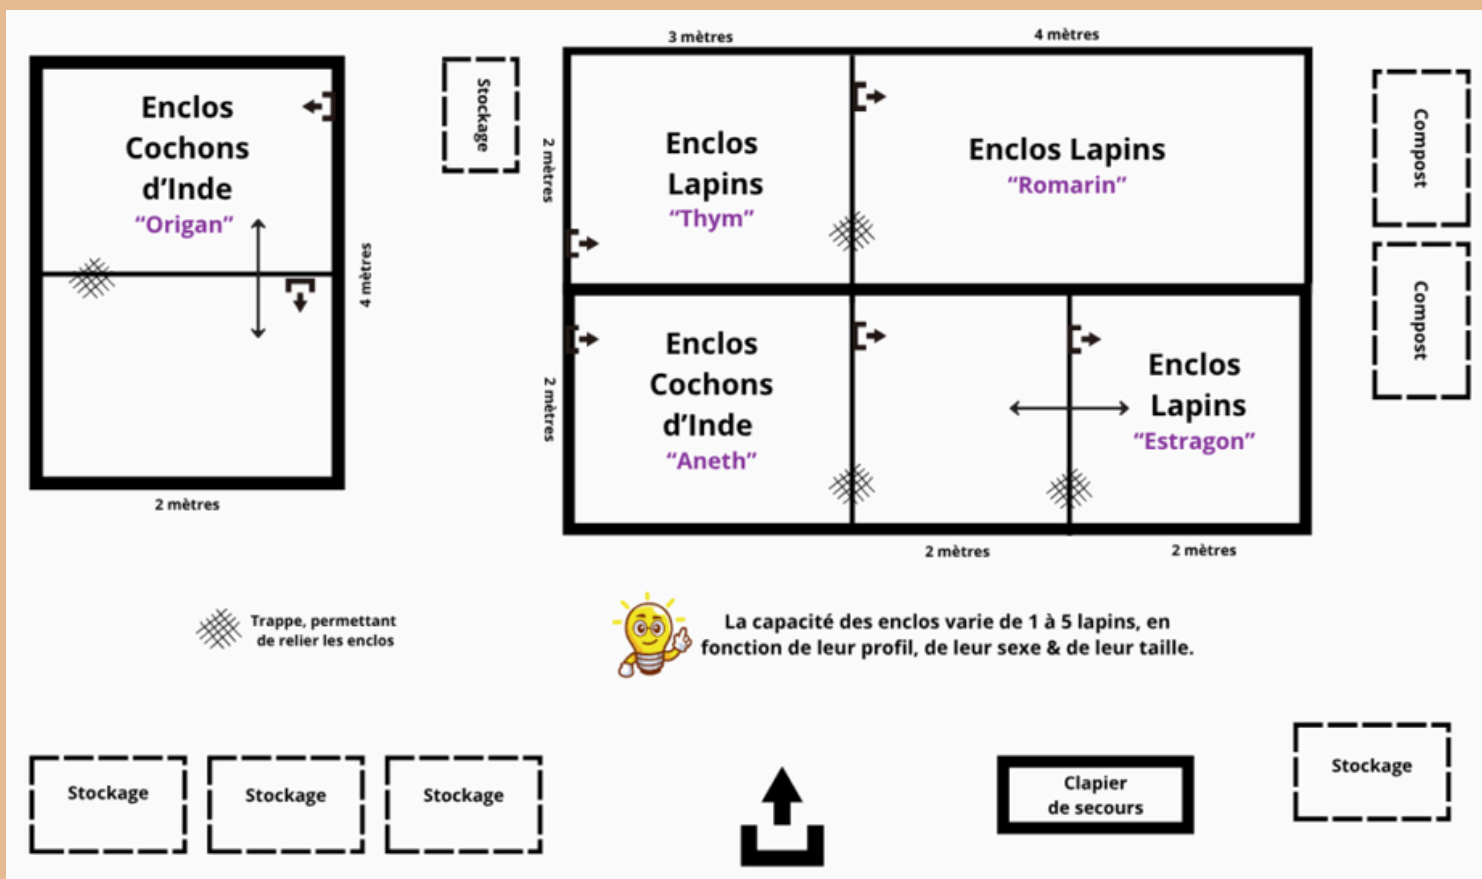 Enclos
Cochons
d’Inde
“Origan”
4 mètres
2 mètres
Stockage
3 mètres
4 mètres
2 mètres
Enclos
Lapins
“Thym”
Enclos Lapins
“Romarin”
2 mètres
Enclos
Cochons
d’Inde
“Aneth”
Enclos
Lapins
“Estragon”
2 mètres
2 mètres
Compost
Compost
Trappe, permettant
de relier les enclos
La capacité des enclos varie de 1 à 5 lapins, en
fonction de leur profil, de leur sexe & de leur taille.
Stockage
Stockage
Stockage
Clapier
de secours
Stockage